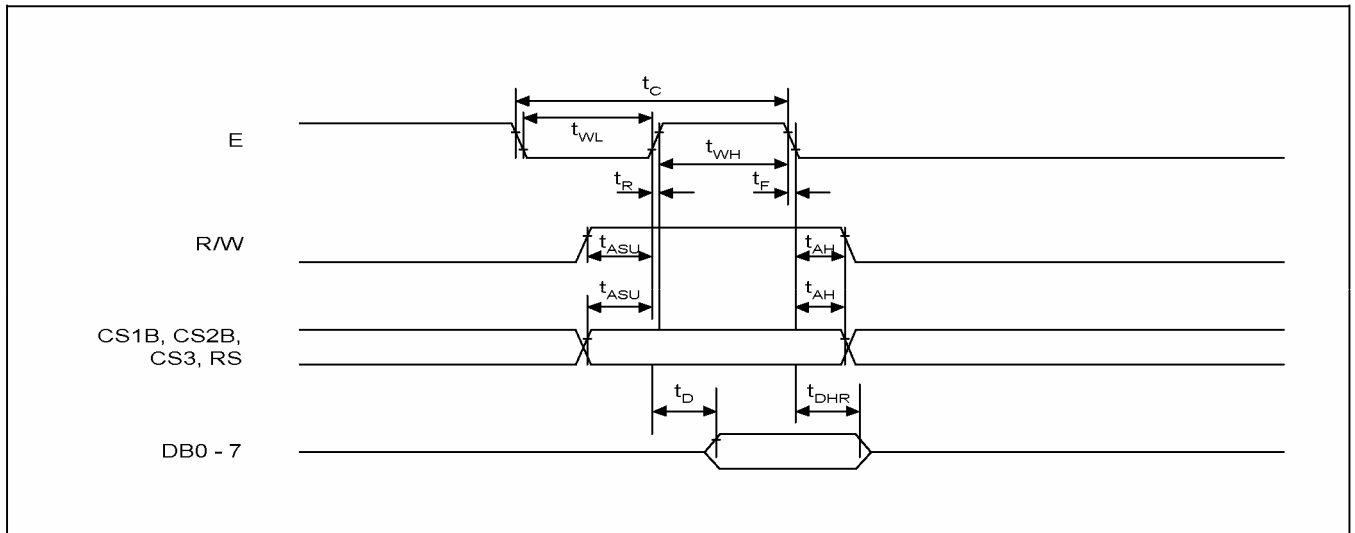 t_C
E
t_WL
t_WH
t_R
t_F
R/W
t_ASU
t_AH
t_ASU
t_AH
CS1B, CS2B,
CS3, RS
t_D
t_DHR
DB0 - 7